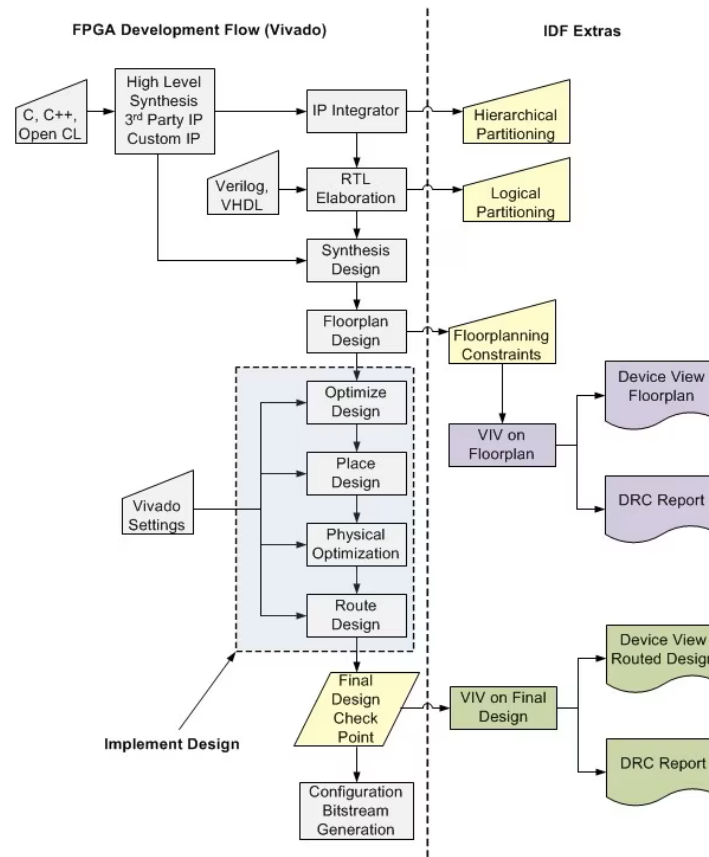 FPGA Development Flow (Vivado)
IDF Extras
C, C++,
Open CL
High Level
Synthesis
3rd Party IP
Custom IP
IP Integrator
Hierarchical
Partitioning
Verilog,
VHDL
RTL
Elaboration
Logical
Partitioning
Synthesis
Design
Floorplan
Design
Floorplanning
Constraints
Device View
Floorplan
Optimize
Design
VIV on
Floorplan
Place
Design
DRC Report
Vivado
Settings
Physical
Optimization
Route
Design
Device View
Routed Design
Final
Design
Check
Point
VIV on Final
Design
Implement Design
DRC Report
Configuration
Bitstream
Generation